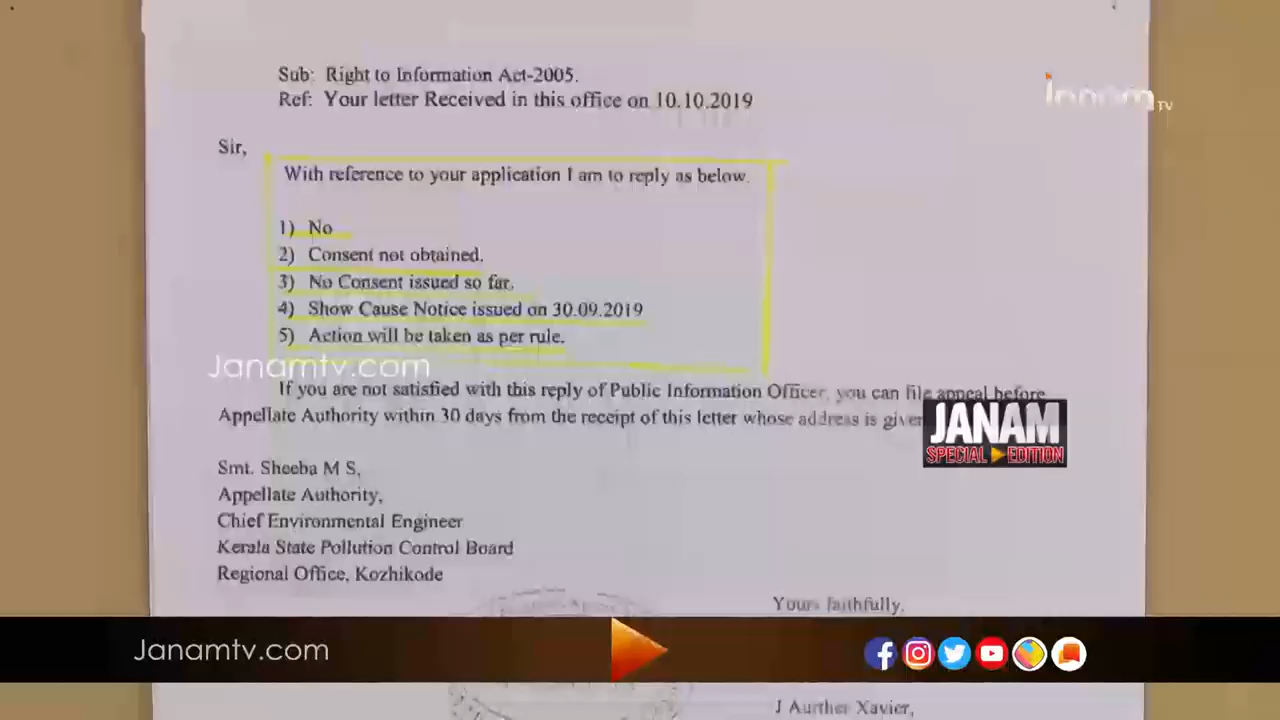 Sub: Right to Information Act-2005.
Ref: Your letter Received in this office on 10.10.2019
Janam TV
Sir,
With reference to your application I am to reply as below.
1) No
2) Consent not obtained.
3) No Consent issued so far.
4) Show Cause Notice issued on 30.09.2019
5) Action will be taken as per rule.
Janamtv.com
If you are not satisfied with this reply of Public Information Officer, you can file appeal before
Appellate Authority within 30 days from the receipt of this letter whose address is given
JANAM
SPECIAL EDITION
Smt. Sheeba M S,
Appellate Authority,
Chief Environmental Engineer
Kerala State Pollution Control Board
Regional Office, Kozhikode
Yours faithfully,
Janamtv.com
J Aurther Xavier,